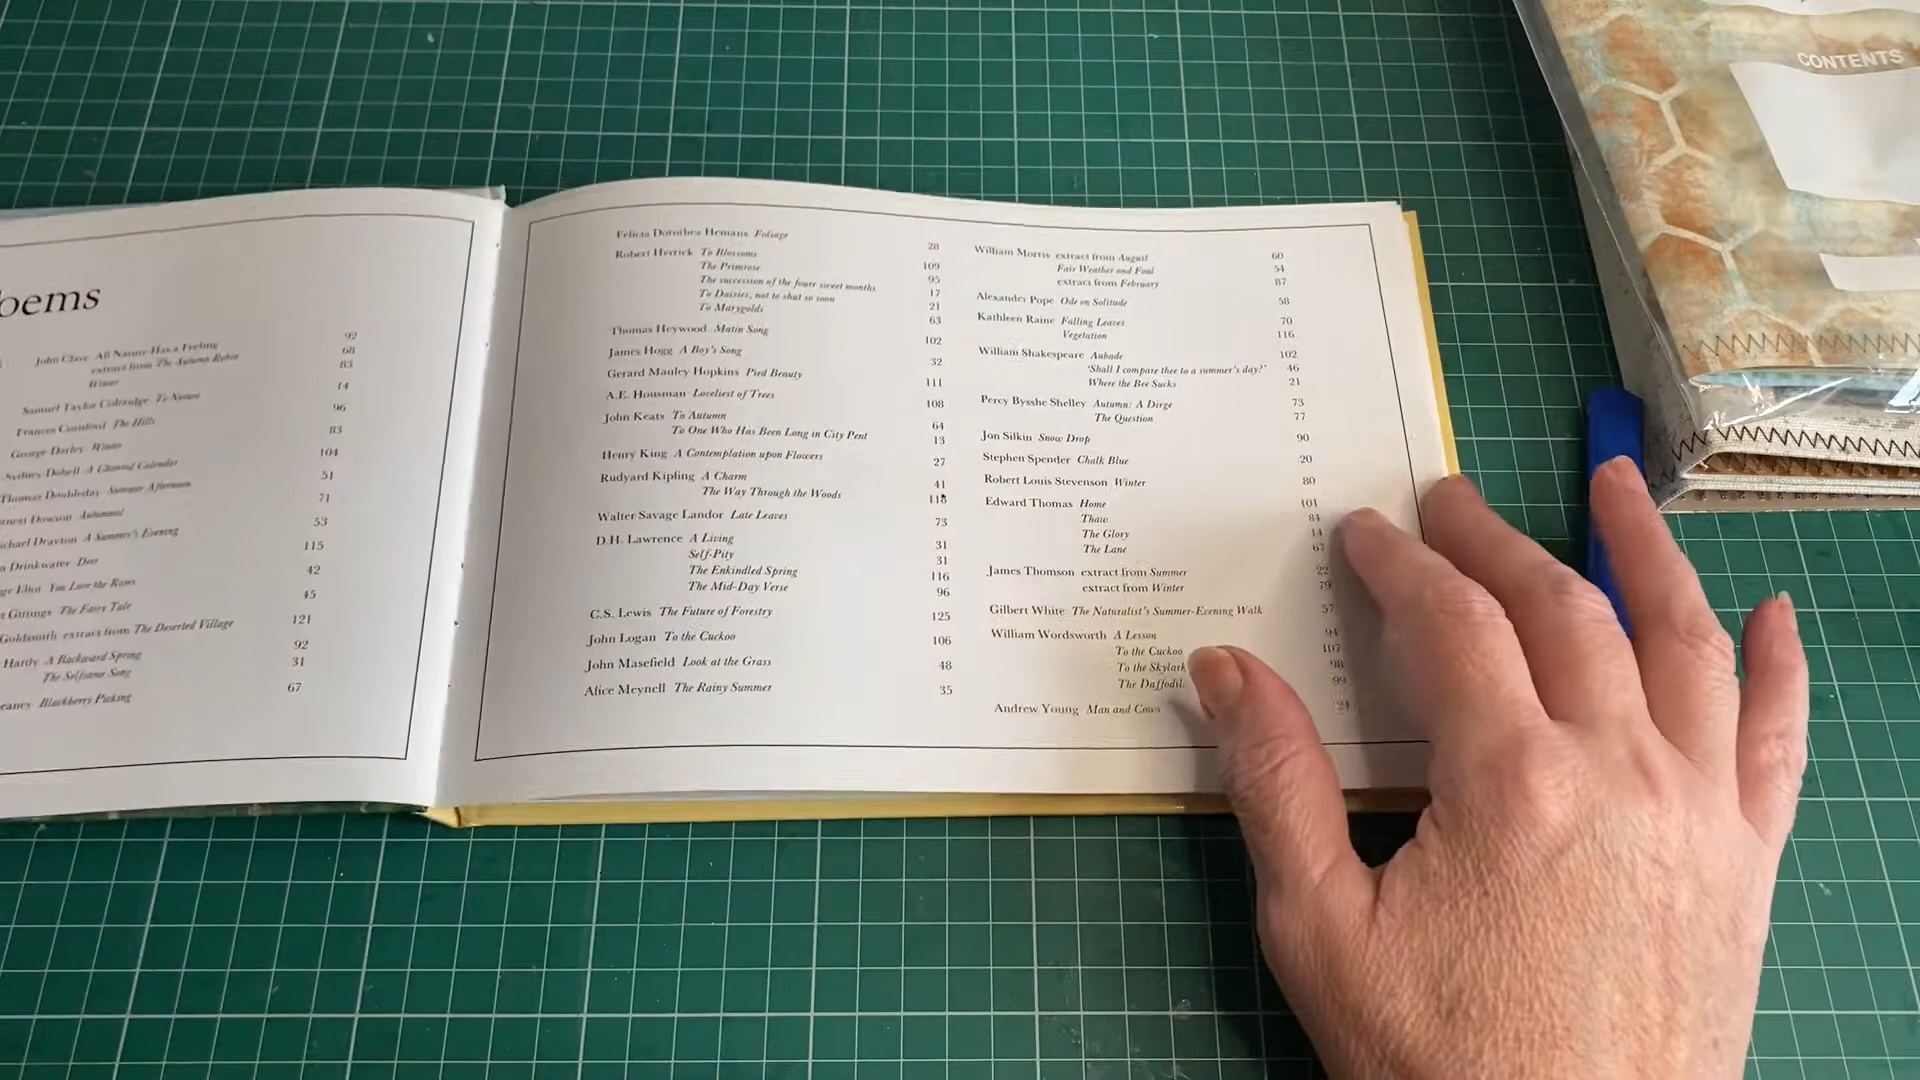 oems
92
John Clare All Nature Has a Feeling 68
extract from The Autumn Robin 83
Winter 14
Samuel Taylor Coleridge To Nature 96
Frances Cornford The Hills 83
George Darley Winter 104
Sydney Dobell A Chanted Calendar 51
Thomas Doubleday Summer Afternoon 71
nest Dowson Autumnal 53
ichael Drayton A Summer's Evening 115
n Drinkwater Deer 42
ge Eliot You Love the Roses 45
t Gittings The Fairy Tale 121
Goldsmith extract from The Deserted Village 92
Hardy A Backward Spring 31
The Selfsame Song 67
eaney Blackberry Picking
Felicia Dorothea Hemans Foliage 28
Robert Herrick To Blossoms 109
The Primrose 95
The succession of the foure sweet months 17
To Daisies, not to shut so soon 21
To Marygolds 63
Thomas Heywood Matin Song 102
James Hogg A Boy's Song 32
Gerard Manley Hopkins Pied Beauty 111
A.E. Housman Loveliest of Trees 108
John Keats To Autumn 64
To One Who Has Been Long in City Pent 13
Henry King A Contemplation upon Flowers 27
Rudyard Kipling A Charm 41
The Way Through the Woods 118
Walter Savage Landor Late Leaves 73
D.H. Lawrence A Living 31
Self-Pity 31
The Enkindled Spring 116
The Mid-Day Verse 96
C.S. Lewis The Future of Forestry 125
John Logan To the Cuckoo 106
John Masefield Look at the Grass 48
Alice Meynell The Rainy Summer 35
William Morris extract from August 60
Fair Weather and Foul 54
extract from February 87
Alexander Pope Ode on Solitude 58
Kathleen Raine Falling Leaves 70
Vegetation 116
William Shakespeare Aubade 102
'Shall I compare thee to a summer's day?' 46
Where the Bee Sucks 21
Percy Bysshe Shelley Autumn: A Dirge 73
The Question 77
Jon Silkin Snow Drop 90
Stephen Spender Chalk Blue 20
Robert Louis Stevenson Winter 80
Edward Thomas Home 101
Thaw 84
The Glory 14
The Lane 67
James Thomson extract from Summer 22
extract from Winter 79
Gilbert White The Naturalist's Summer-Evening Walk 57
William Wordsworth A Lesson 94
To the Cuckoo 107
To the Skylark 98
The Daffodil 99
Andrew Young Man and Cows 24
CONTENTS